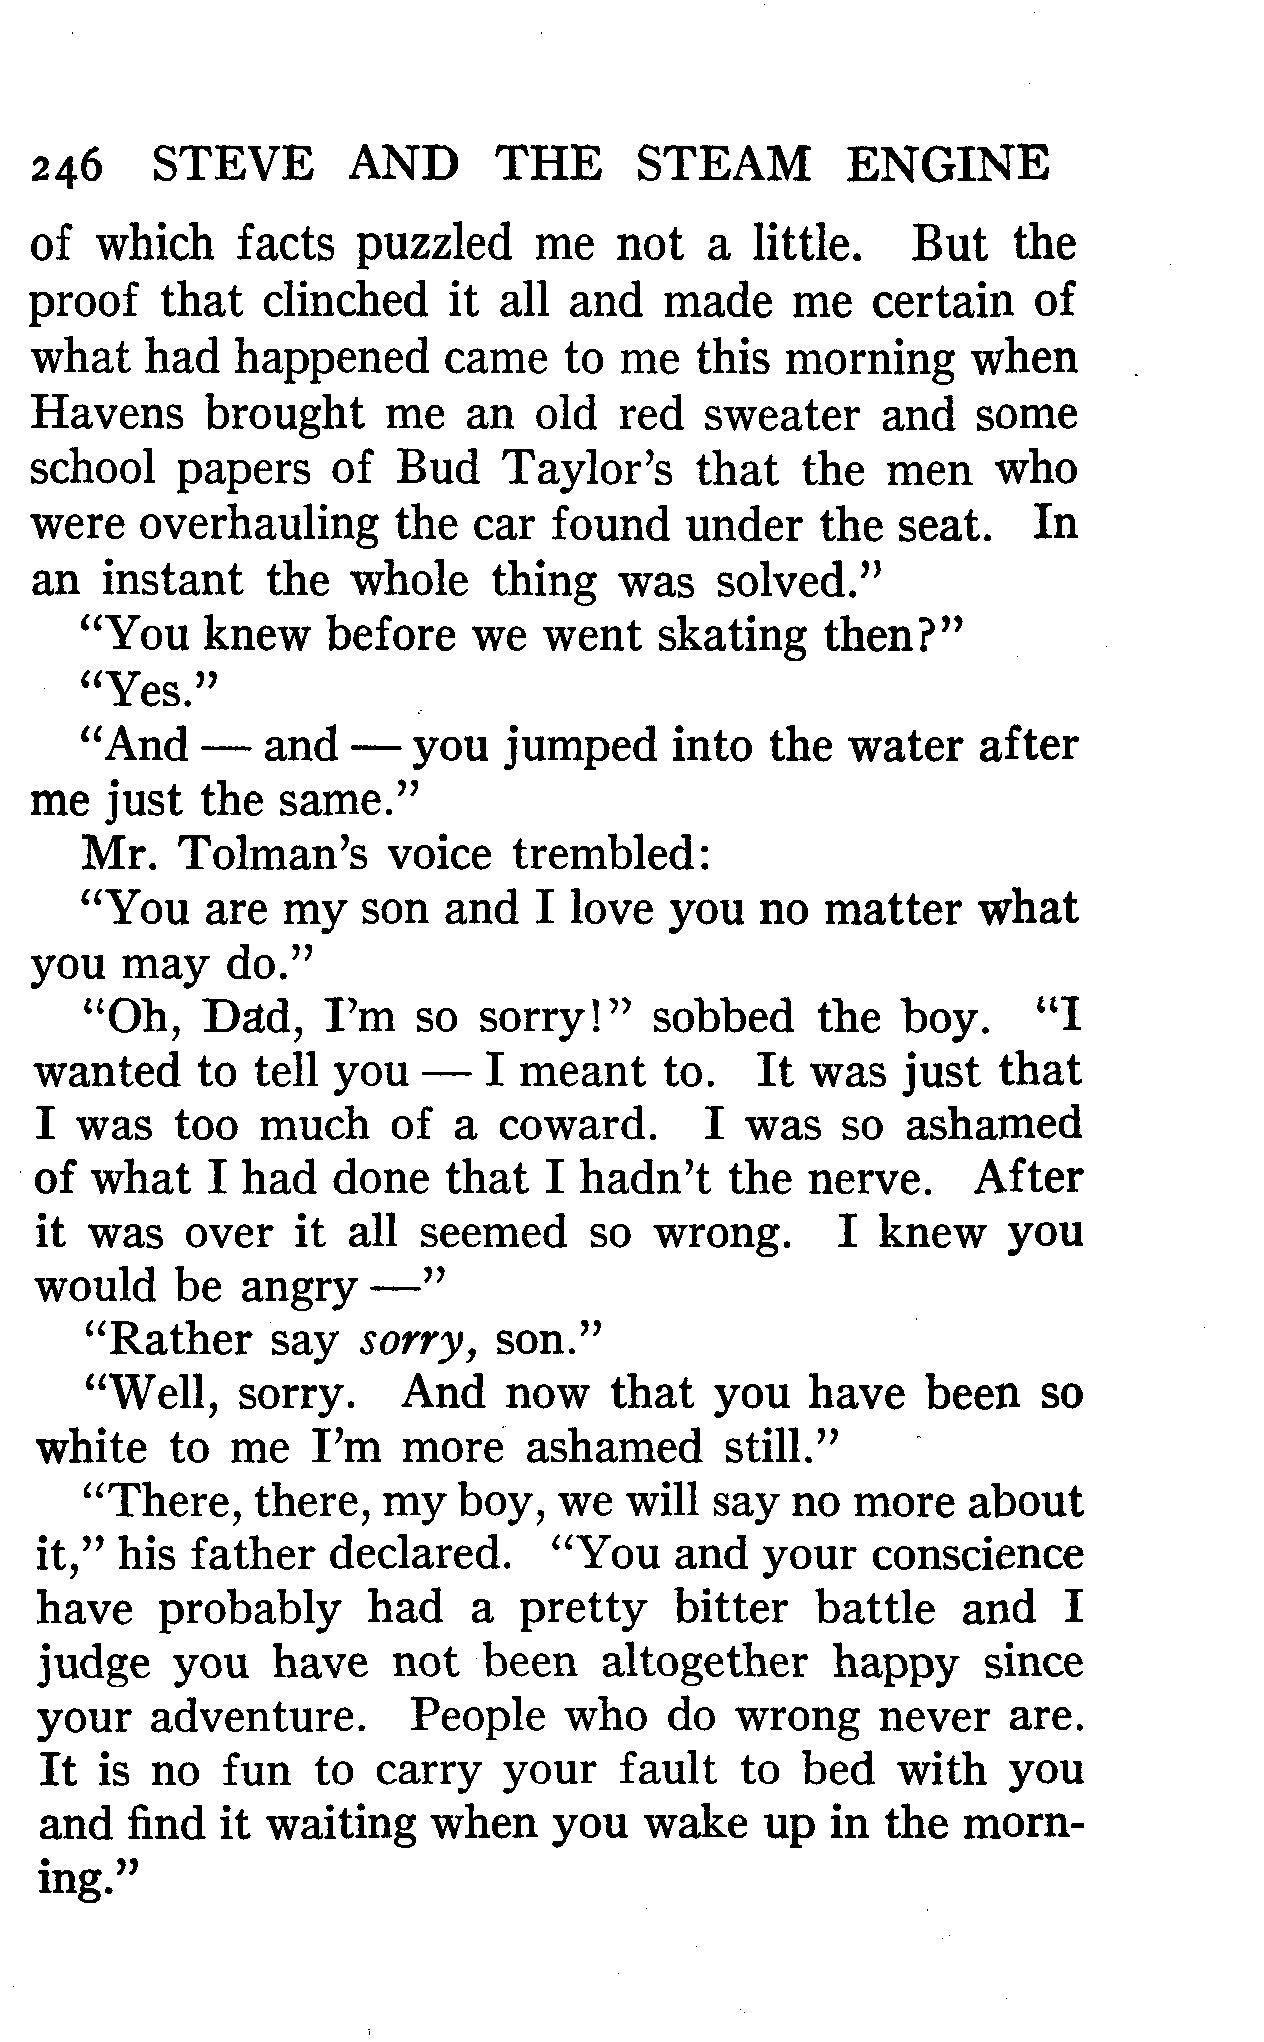 246 STEVE AND THE STEAM ENGINE
of which facts puzzled me not a little. But the
proof that clinched it all and made me certain of
what had happened came to me this morning when
Havens brought me an old red sweater and some
school papers of Bud Taylor's that the men who
were overhauling the car found under the seat. In
an instant the whole thing was solved."
"You knew before we went skating then?"
"Yes."
"And — and — you jumped into the water after
me just the same."
Mr. Tolman's voice trembled:
"You are my son and I love you no matter what
you may do."
"Oh, Dad, I'm so sorry!" sobbed the boy. "I
wanted to tell you — I meant to. It was just that
I was too much of a coward. I was so ashamed
of what I had done that I hadn't the nerve. After
it was over it all seemed so wrong. I knew you
would be angry —"
"Rather say sorry, son."
"Well, sorry. And now that you have been so
white to me I'm more ashamed still."
"There, there, my boy, we will say no more about
it," his father declared. "You and your conscience
have probably had a pretty bitter battle and I
judge you have not been altogether happy since
your adventure. People who do wrong never are.
It is no fun to carry your fault to bed with you
and find it waiting when you wake up in the morn-
ing."